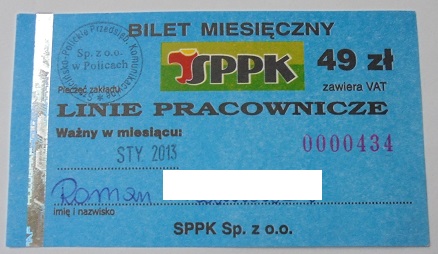 BILET MIESIĘCZNY
Sp. z o.o.
w Policach
Pieczęć zakładu
SPPK
49 zł
zawiera VAT
LINIE PRACOWNICZE
Ważny w miesiącu:
STY. 2013
0000434
Roman
imię i nazwisko
SPPK Sp. z o.o.